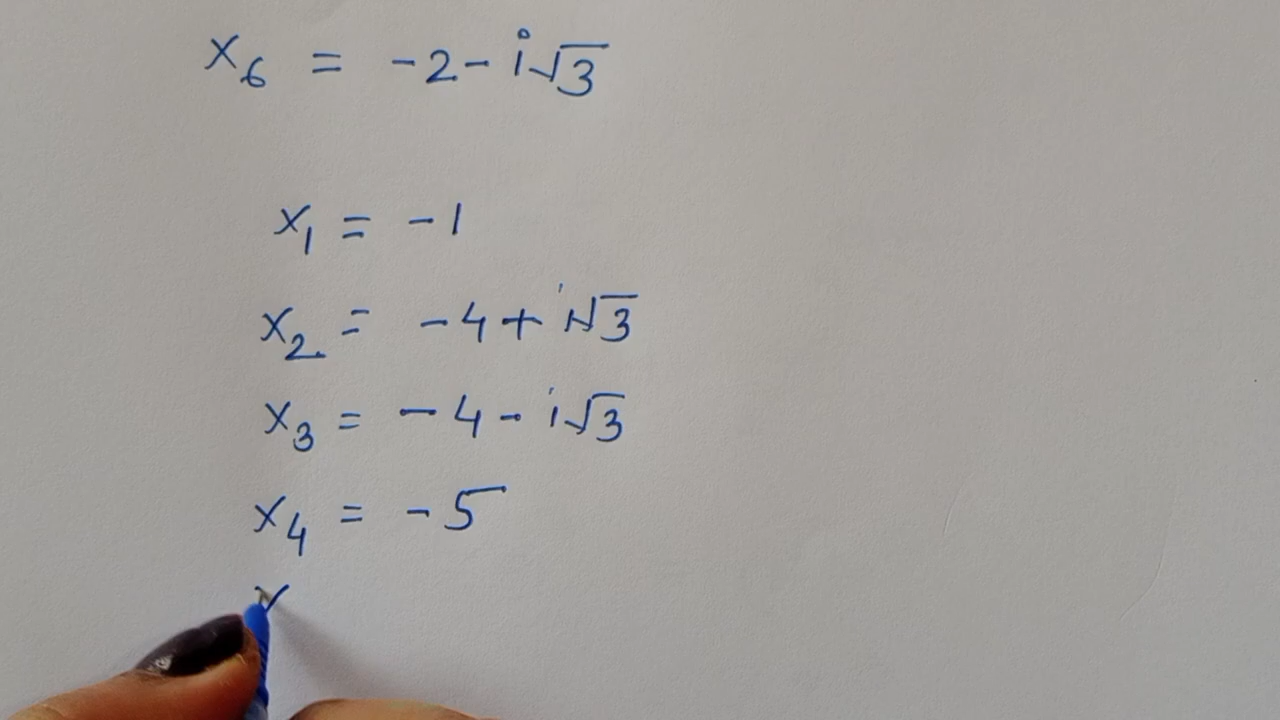 x₆ = -2 - i√3
x₁ = -1
x₂ = -4 + i√3
x₃ = -4 - i√3
x₄ = -5
x